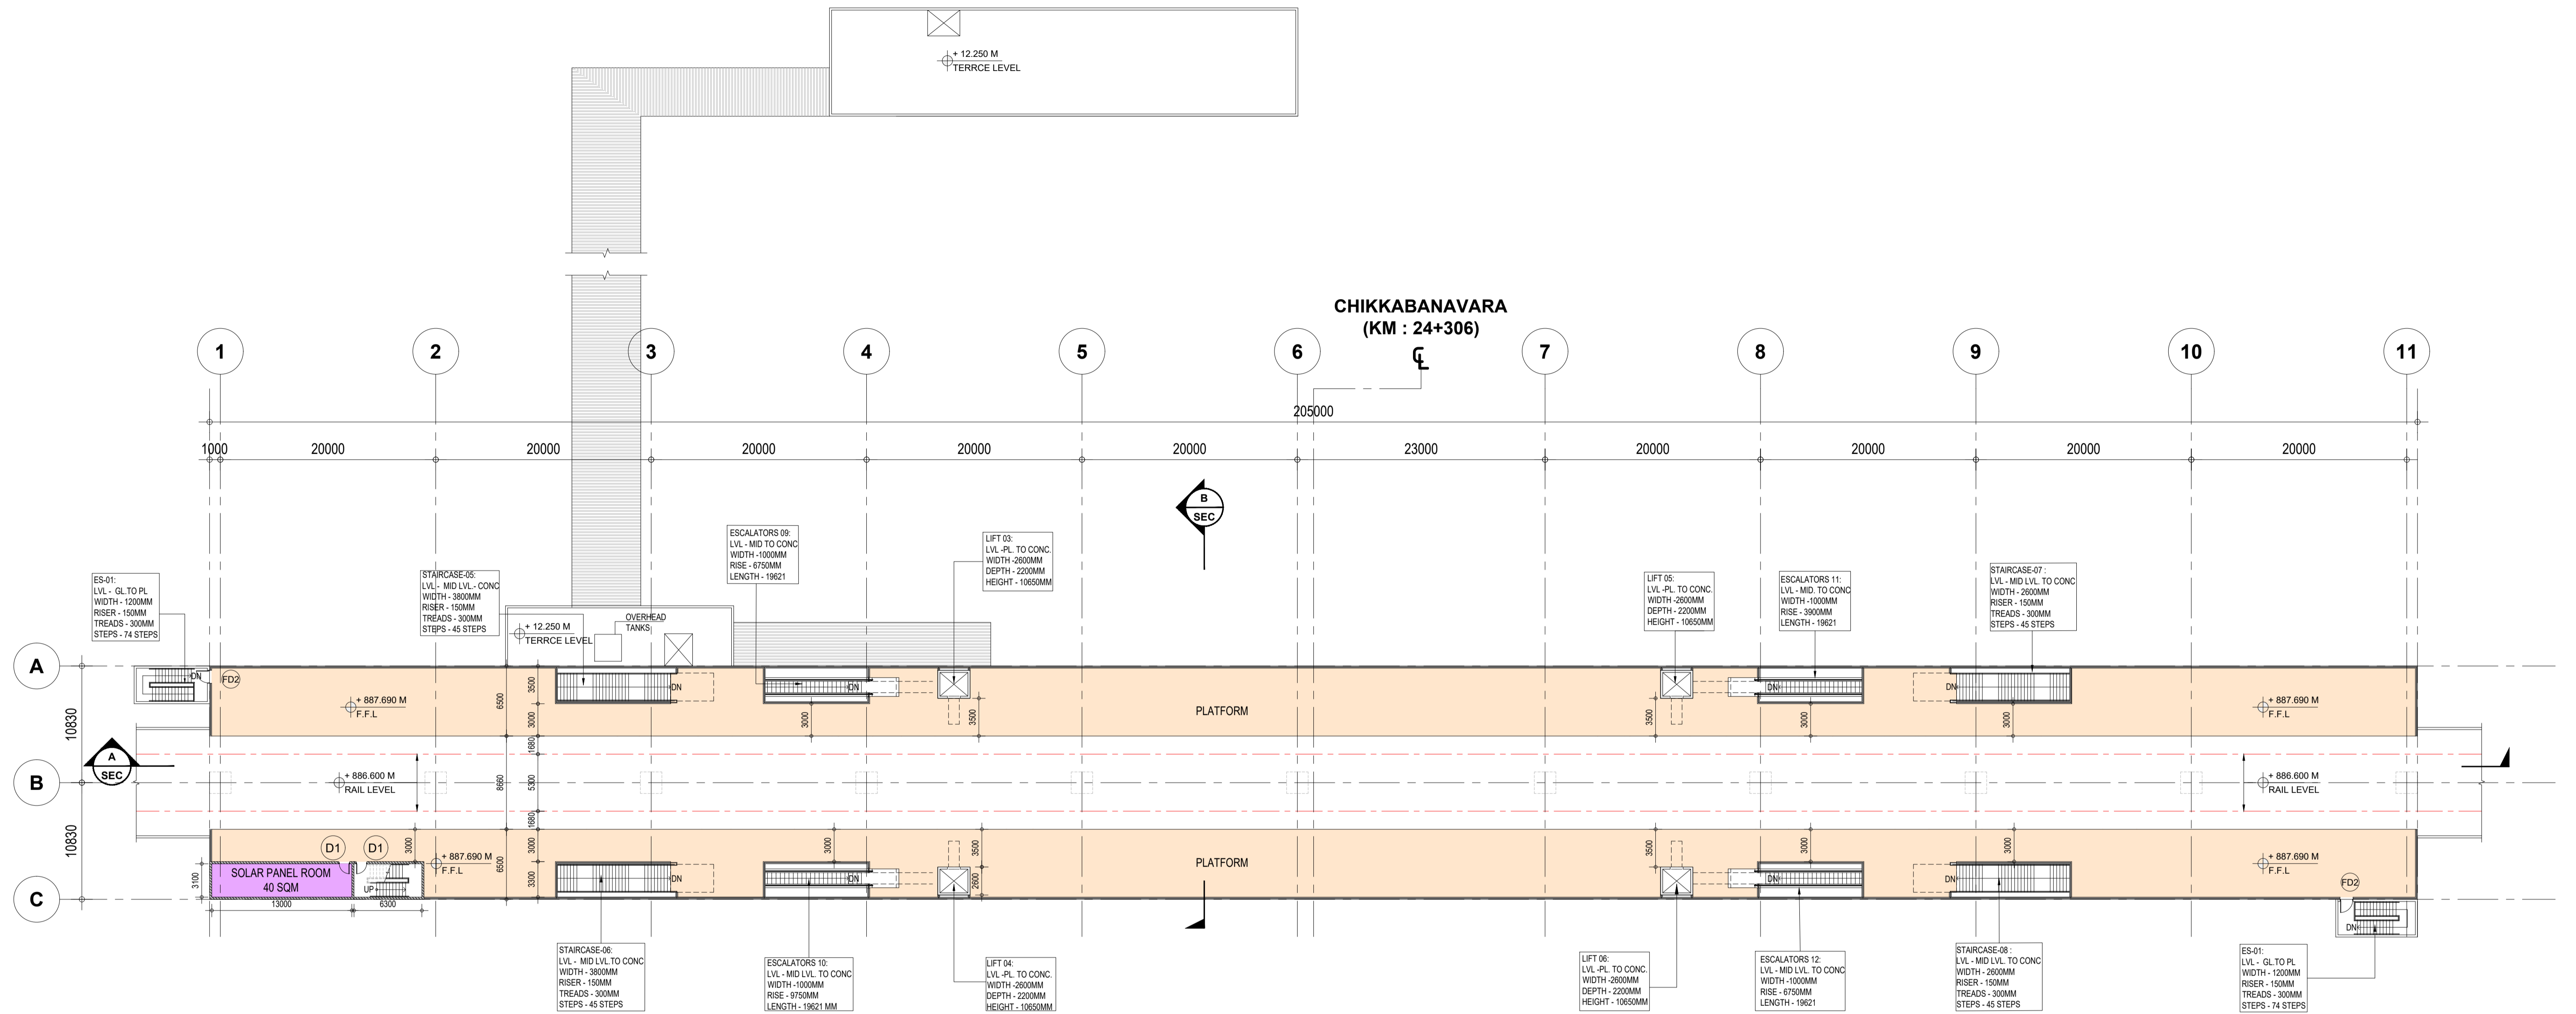 + 12.250 M
TERRCE LEVEL
CHIKKABANAVARA
(KM : 24+306)
CL
1
2
3
4
5
6
7
8
9
10
11
205000
1000
20000
20000
20000
20000
20000
23000
20000
20000
20000
20000
B
SEC
ES-01:
LVL - GL.TO PL
WIDTH - 1200MM
RISER - 150MM
TREADS - 300MM
STEPS - 74 STEPS
STAIRCASE-05:
LVL - MID LVL.- CONC
WIDTH - 3800MM
RISER - 150MM
TREADS - 300MM
STEPS - 45 STEPS
ESCALATORS 09:
LVL - MID TO CONC
WIDTH -1000MM
RISE - 6750MM
LENGTH - 19621
LIFT 03:
LVL -PL. TO CONC.
WIDTH -2600MM
DEPTH - 2200MM
HEIGHT - 10650MM
LIFT 05:
LVL -PL. TO CONC.
WIDTH -2600MM
DEPTH - 2200MM
HEIGHT - 10650MM
ESCALATORS 11:
LVL - MID. TO CONC
WIDTH -1000MM
RISE - 3900MM
LENGTH - 19621
STAIRCASE-07 :
LVL - MID LVL. TO CONC
WIDTH - 2600MM
RISER - 150MM
TREADS - 300MM
STEPS - 45 STEPS
+ 12.250 M
TERRCE LEVEL
OVERHEAD
TANKS
A
B
C
10830
10830
DN
FD2
+ 887.690 M
F.F.L
6500
3500
3000
DN
DN
3000
3500
PLATFORM
3500
DN
3000
DN
3000
+ 887.690 M
F.F.L
A
SEC
+ 886.600 M
RAIL LEVEL
8660
1680
5300
1680
+ 886.600 M
RAIL LEVEL
D1
D1
3000
+ 887.690 M
F.F.L
6500
3000
3300
DN
3000
DN
3500
2600
PLATFORM
3500
DN
3000
DN
3000
+ 887.690 M
F.F.L
FD2
DN
3100
SOLAR PANEL ROOM
40 SQM
UP
13000
6300
STAIRCASE-06:
LVL - MID LVL.TO CONC
WIDTH - 3800MM
RISER - 150MM
TREADS - 300MM
STEPS - 45 STEPS
ESCALATORS 10:
LVL - MID LVL. TO CONC
WIDTH -1000MM
RISE - 9750MM
LENGTH - 19621 MM
LIFT 04:
LVL -PL. TO CONC.
WIDTH -2600MM
DEPTH - 2200MM
HEIGHT - 10650MM
LIFT 06:
LVL -PL. TO CONC.
WIDTH -2600MM
DEPTH - 2200MM
HEIGHT - 10650MM
ESCALATORS 12:
LVL - MID LVL. TO CONC
WIDTH -1000MM
RISE - 6750MM
LENGTH - 19621
STAIRCASE-08 :
LVL - MID LVL. TO CONC
WIDTH - 2600MM
RISER - 150MM
TREADS - 300MM
STEPS - 45 STEPS
ES-01:
LVL - GL.TO PL
WIDTH - 1200MM
RISER - 150MM
TREADS - 300MM
STEPS - 74 STEPS